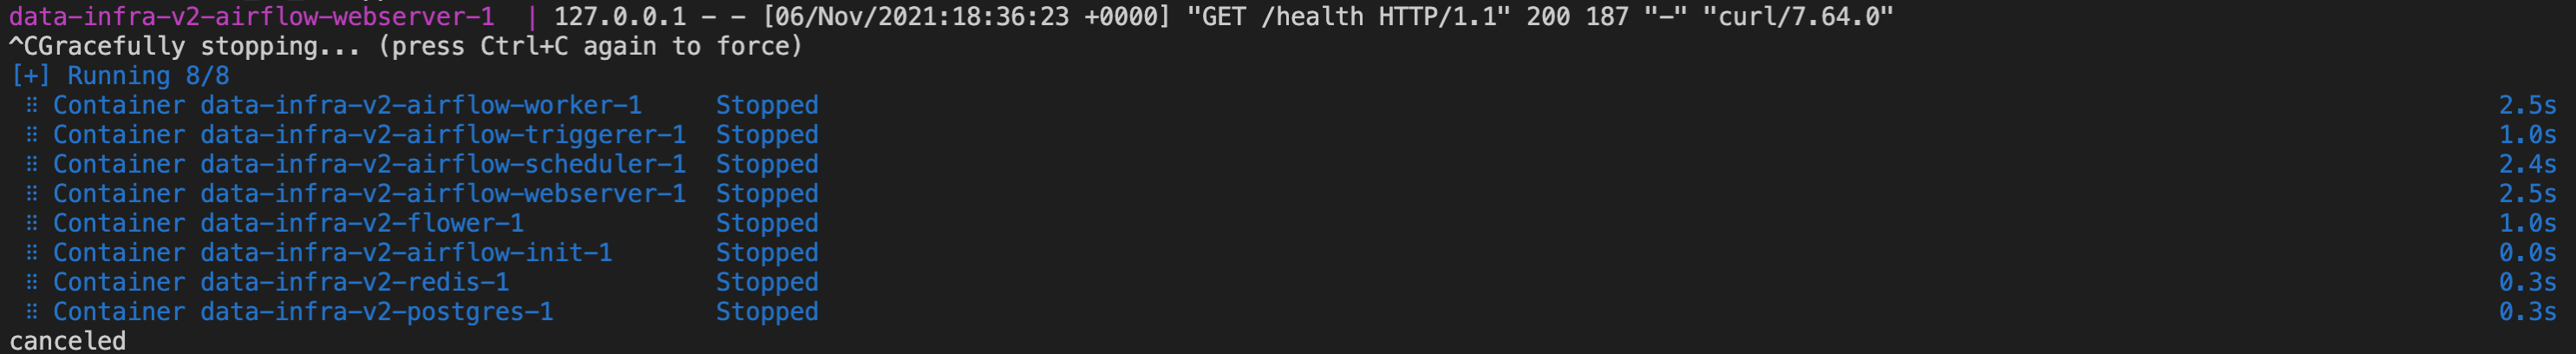 data-infra-v2-airflow-webserver-1  | 127.0.0.1 - - [06/Nov/2021:18:36:23 +0000] "GET /health HTTP/1.1" 200 187 "-" "curl/7.64.0"
^CGracefully stopping... (press Ctrl+C again to force)
[+] Running 8/8
⠿ Container data-infra-v2-airflow-worker-1     Stopped 2.5s
⠿ Container data-infra-v2-airflow-triggerer-1  Stopped 1.0s
⠿ Container data-infra-v2-airflow-scheduler-1  Stopped 2.4s
⠿ Container data-infra-v2-airflow-webserver-1  Stopped 2.5s
⠿ Container data-infra-v2-flower-1             Stopped 1.0s
⠿ Container data-infra-v2-airflow-init-1       Stopped 0.0s
⠿ Container data-infra-v2-redis-1              Stopped 0.3s
⠿ Container data-infra-v2-postgres-1           Stopped 0.3s
canceled